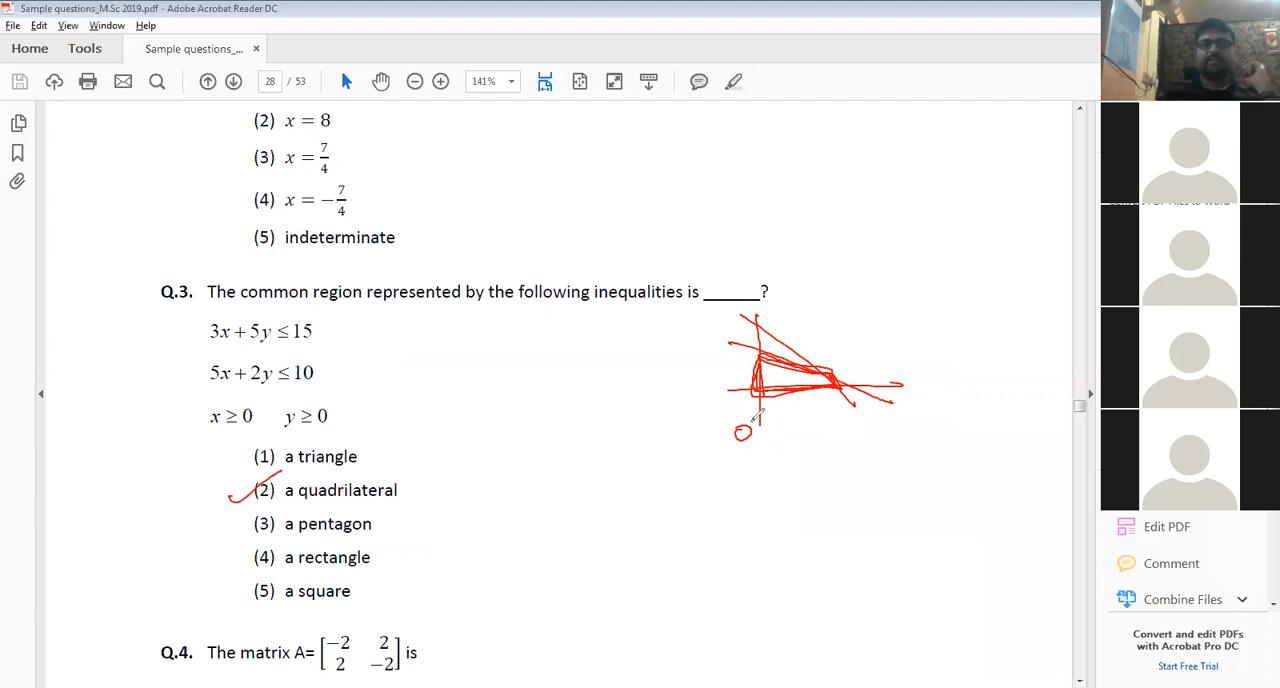 Sample questions_M.Sc 2019.pdf - Adobe Acrobat Reader DC
File Edit View Window Help
Home Tools Sample questions_... ×
28 / 53 141%
(2) x = 8
(3) x = 7/4
(4) x = − 7/4
(5) indeterminate
Q.3. The common region represented by the following inequalities is ______?
3x + 5y ≤ 15
5x + 2y ≤ 10
x ≥ 0 y ≥ 0
(1) a triangle
(2) a quadrilateral
(3) a pentagon
(4) a rectangle
(5) a square
Q.4. The matrix A= [−2 2
2 −2] is
O
Edit PDF
Comment
Combine Files
Convert and edit PDFs
with Acrobat Pro DC
Start Free Trial